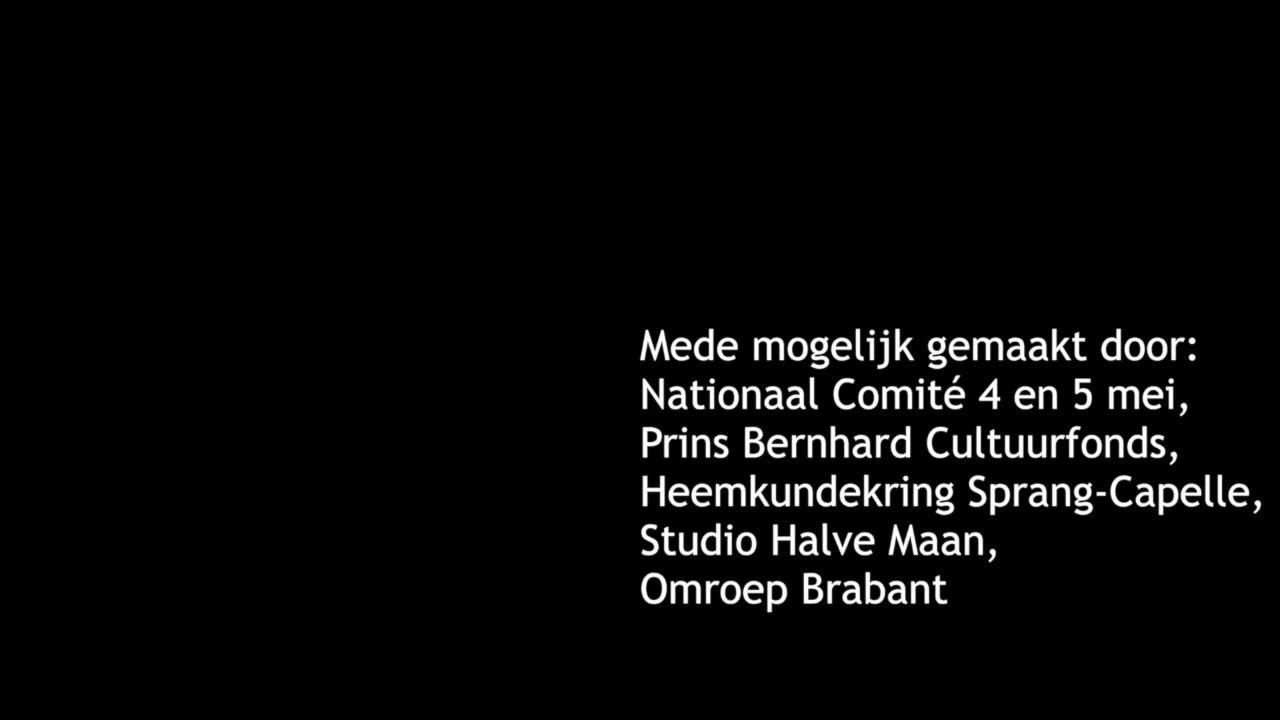 Mede mogelijk gemaakt door:
Nationaal Comité 4 en 5 mei,
Prins Bernhard Cultuurfonds,
Heemkundekring Sprang-Capelle,
Studio Halve Maan,
Omroep Brabant